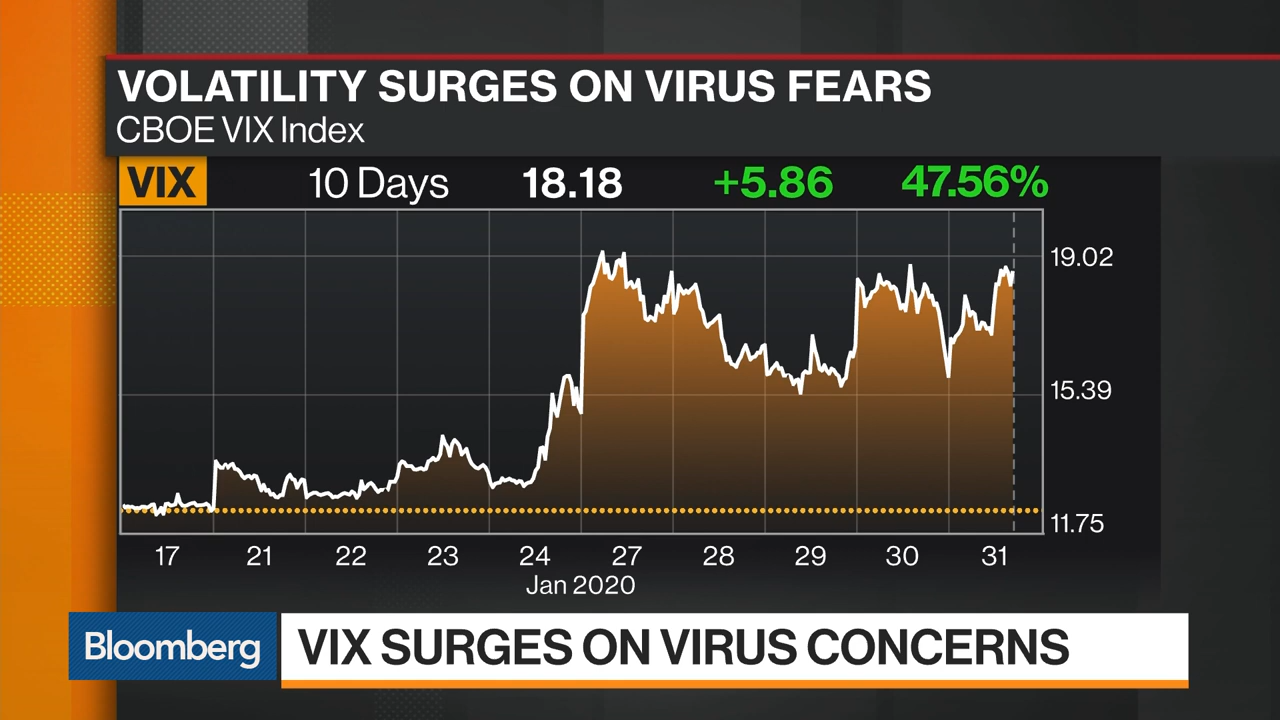 VOLATILITY SURGES ON VIRUS FEARS
CBOE VIX Index
VIX 10 Days 18.18 +5.86 47.56%
19.02
15.39
11.75
17 21 22 23 24 27 28 29 30 31
Jan 2020
Bloomberg VIX SURGES ON VIRUS CONCERNS